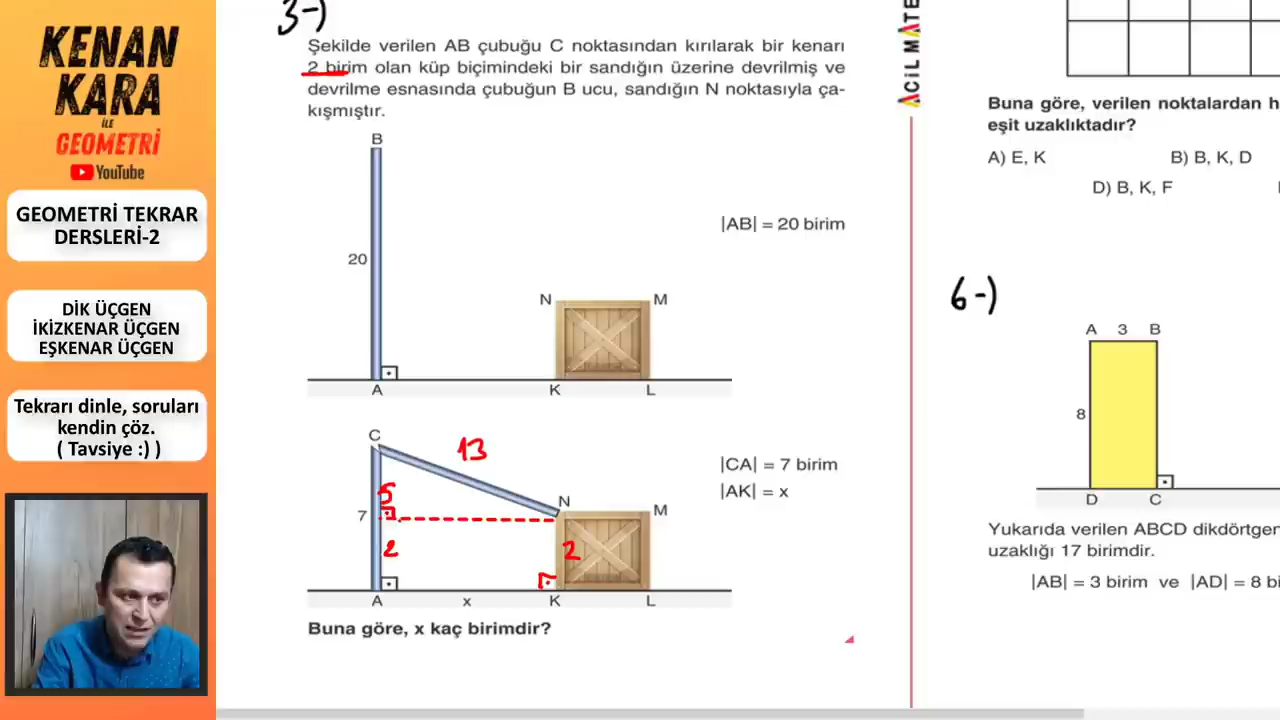 KENAN
KARA
İLE
GEOMETRİ
YouTube
GEOMETRİ TEKRAR
DERSLERİ-2
DİK ÜÇGEN
İKİZKENAR ÜÇGEN
EŞKENAR ÜÇGEN
Tekrarı dinle, soruları
kendin çöz.
( Tavsiye :) )
3-)
Şekilde verilen AB çubuğu C noktasından kırılarak bir kenarı
2 birim olan küp biçimindeki bir sandığın üzerine devrilmiş ve
devrilme esnasında çubuğun B ucu, sandığın N noktasıyla ça-
kışmıştır.
B
|AB| = 20 birim
20
N M
A K L
C
13
|CA| = 7 birim
|AK| = x
5
N M
7
2 2
A x K L
Buna göre, x kaç birimdir?
ACİL MATE
Buna göre, verilen noktalardan
eşit uzaklıktadır?
A) E, K B) B, K, D
D) B, K, F
6-)
A 3 B
8
D C
Yukarıda verilen ABCD dikdörtgen
uzaklığı 17 birimdir.
|AB| = 3 birim ve |AD| = 8 bi